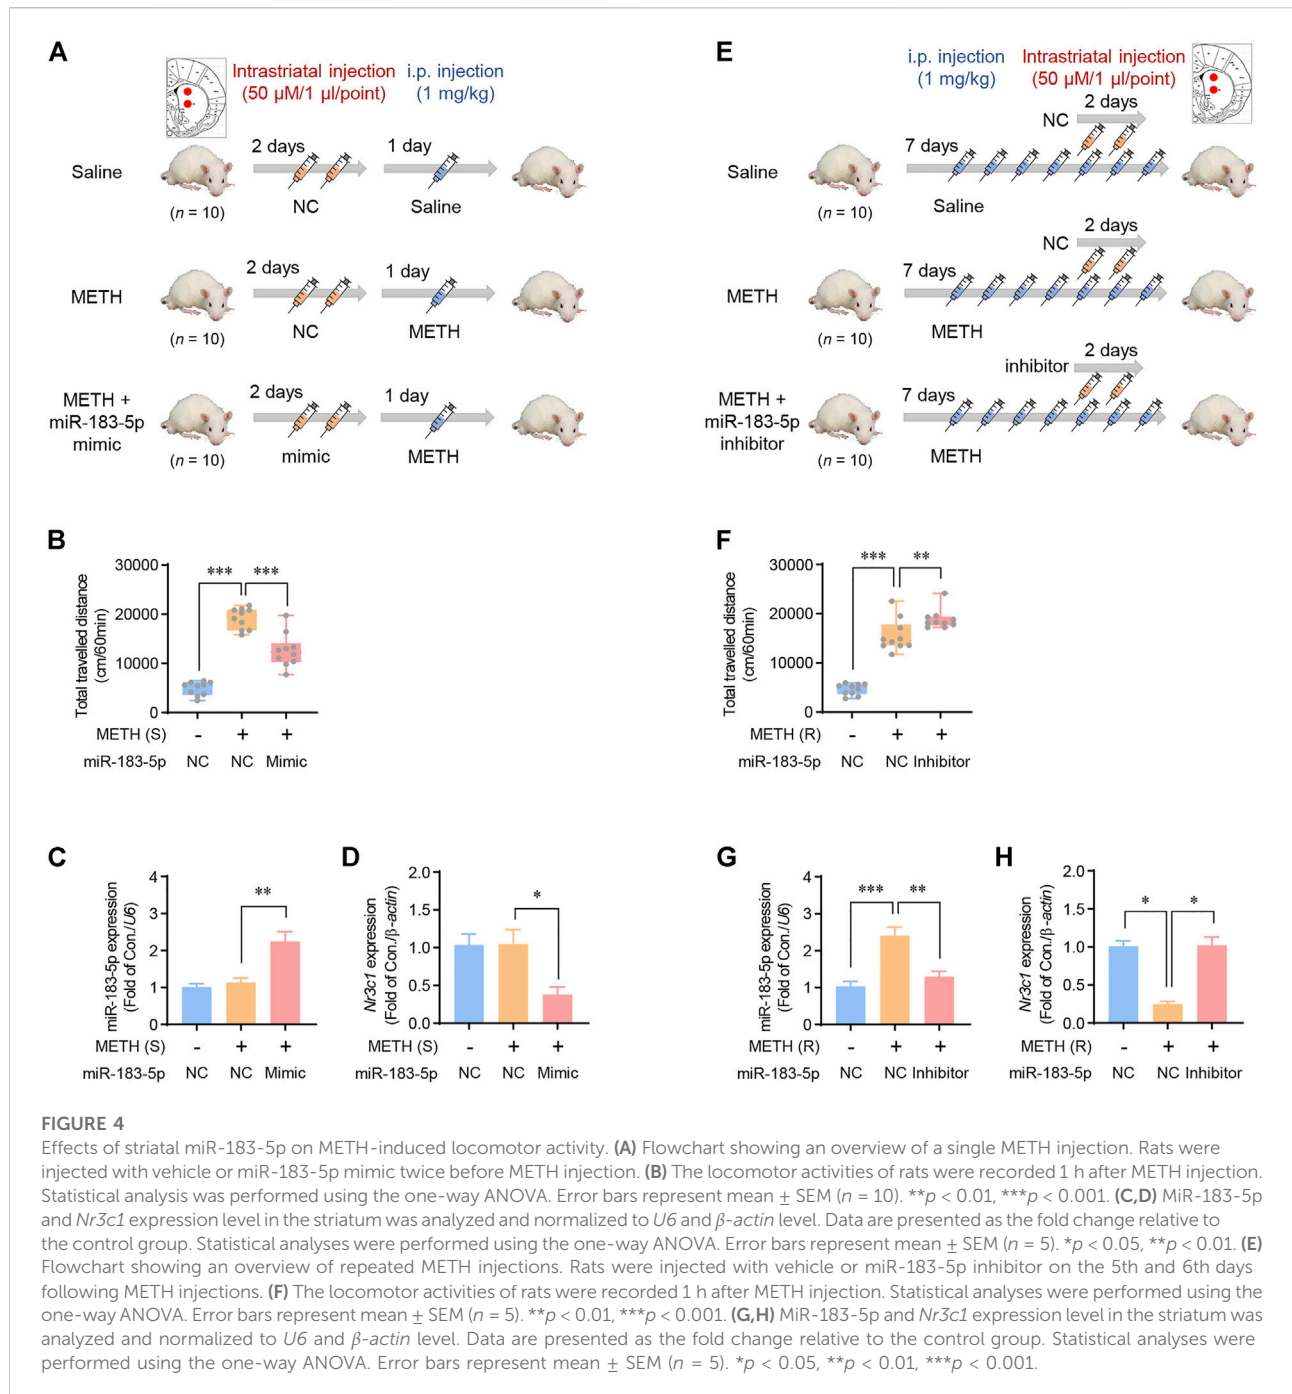 A
Intrastriatal injection
(50 µM/1 µl/point)
i.p. injection
(1 mg/kg)
Saline
(n = 10)
2 days
NC
1 day
Saline
METH
(n = 10)
2 days
NC
1 day
METH
METH +
miR-183-5p
mimic
(n = 10)
2 days
mimic
1 day
METH
E
i.p. injection
(1 mg/kg)
Intrastriatal injection
(50 µM/1 µl/point)
Saline
(n = 10)
7 days
Saline
NC
2 days
METH
(n = 10)
7 days
METH
NC
2 days
METH +
miR-183-5p
inhibitor
(n = 10)
7 days
METH
inhibitor
2 days
B
Total travelled distance
(cm/60min)
30000
20000
10000
0
*** ***
METH (S) - + +
miR-183-5p NC NC Mimic
F
Total travelled distance
(cm/60min)
30000
20000
10000
0
*** **
METH (R) - + +
miR-183-5p NC NC Inhibitor
C
miR-183-5p expression
(Fold of Con./U6)
4
3
2
1
0
**
METH (S) - + +
miR-183-5p NC NC Mimic
D
Nr3c1 expression
(Fold of Con./β-actin)
2.0
1.5
1.0
0.5
0.0
*
METH (S) - + +
miR-183-5p NC NC Mimic
G
miR-183-5p expression
(Fold of Con./U6)
4
3
2
1
0
*** **
METH (R) - + +
miR-183-5p NC NC Inhibitor
H
Nr3c1 expression
(Fold of Con./β-actin)
2.0
1.5
1.0
0.5
0.0
* *
METH (R) - + +
miR-183-5p NC NC Inhibitor
FIGURE 4
Effects of striatal miR-183-5p on METH-induced locomotor activity. (A) Flowchart showing an overview of a single METH injection. Rats were
injected with vehicle or miR-183-5p mimic twice before METH injection. (B) The locomotor activities of rats were recorded 1 h after METH injection.
Statistical analysis was performed using the one-way ANOVA. Error bars represent mean ± SEM (n = 10). **p < 0.01, ***p < 0.001. (C,D) MiR-183-5p
and Nr3c1 expression level in the striatum was analyzed and normalized to U6 and β-actin level. Data are presented as the fold change relative to
the control group. Statistical analyses were performed using the one-way ANOVA. Error bars represent mean ± SEM (n = 5). *p < 0.05, **p < 0.01. (E)
Flowchart showing an overview of repeated METH injections. Rats were injected with vehicle or miR-183-5p inhibitor on the 5th and 6th days
following METH injections. (F) The locomotor activities of rats were recorded 1 h after METH injection. Statistical analyses were performed using the
one-way ANOVA. Error bars represent mean ± SEM (n = 5). **p < 0.01, ***p < 0.001. (G,H) MiR-183-5p and Nr3c1 expression level in the striatum was
analyzed and normalized to U6 and β-actin level. Data are presented as the fold change relative to the control group. Statistical analyses were
performed using the one-way ANOVA. Error bars represent mean ± SEM (n = 5). *p < 0.05, **p < 0.01, ***p < 0.001.